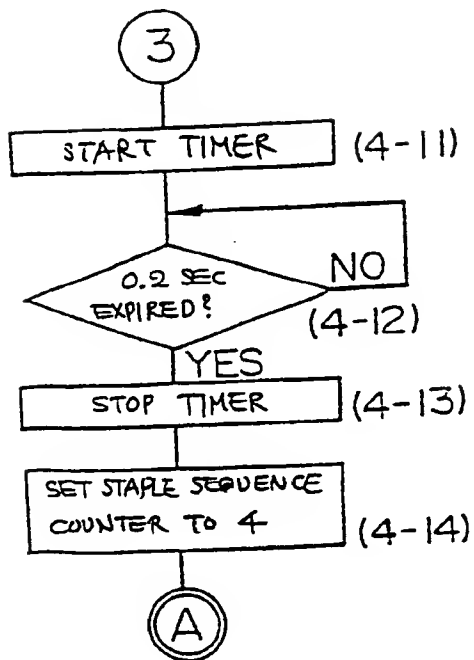 3
START TIMER (4-11)
0.2 SEC NO
EXPIRED?
(4-12)
YES
STOP TIMER (4-13)
SET STAPLE SEQUENCE
COUNTER TO 4 (4-14)
A